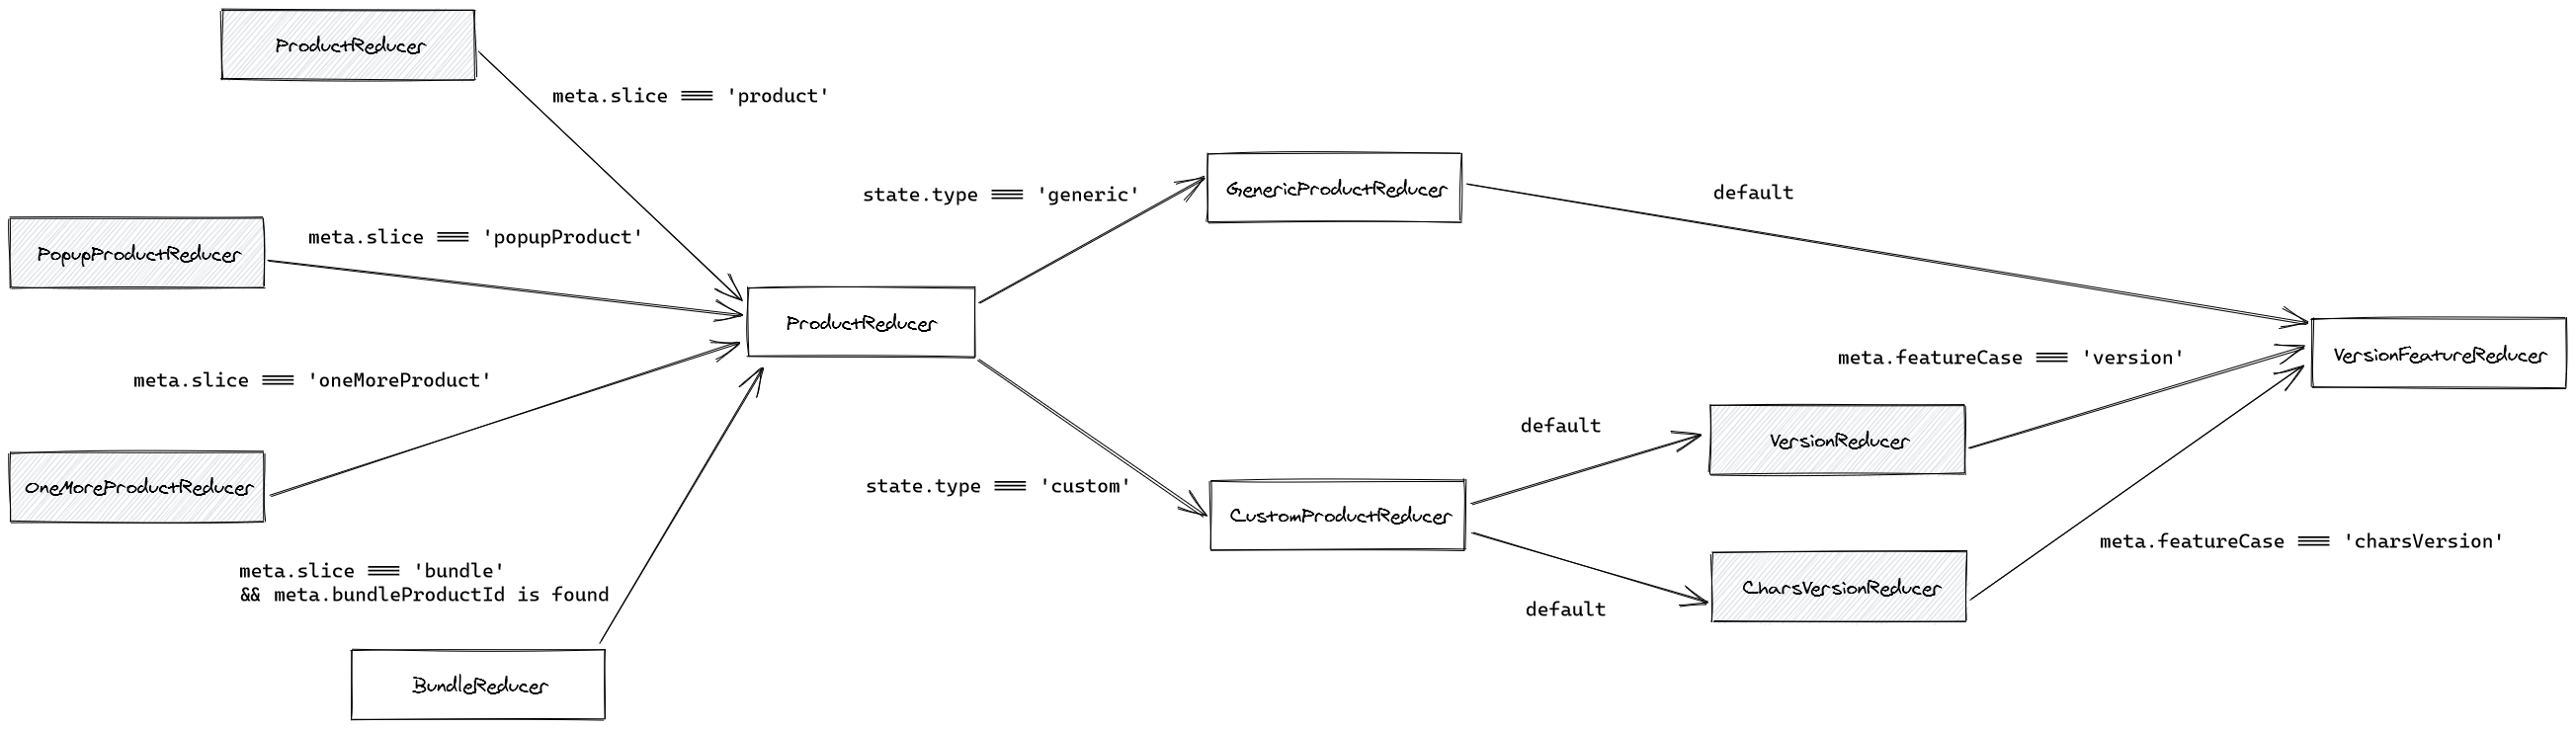 ProductReducer
meta.slice === 'product'
GenericProductReducer
state.type === 'generic'
default
meta.slice === 'popupProduct'
PopupProductReducer
ProductReducer
VersionFeatureReducer
meta.featureCase === 'version'
meta.slice === 'oneMoreProduct'
default
VersionReducer
OneMoreProductReducer
state.type === 'custom'
CustomProductReducer
meta.featureCase === 'charsVersion'
meta.slice === 'bundle'
&& meta.bundleProductId is found
CharsVersionReducer
default
BundleReducer